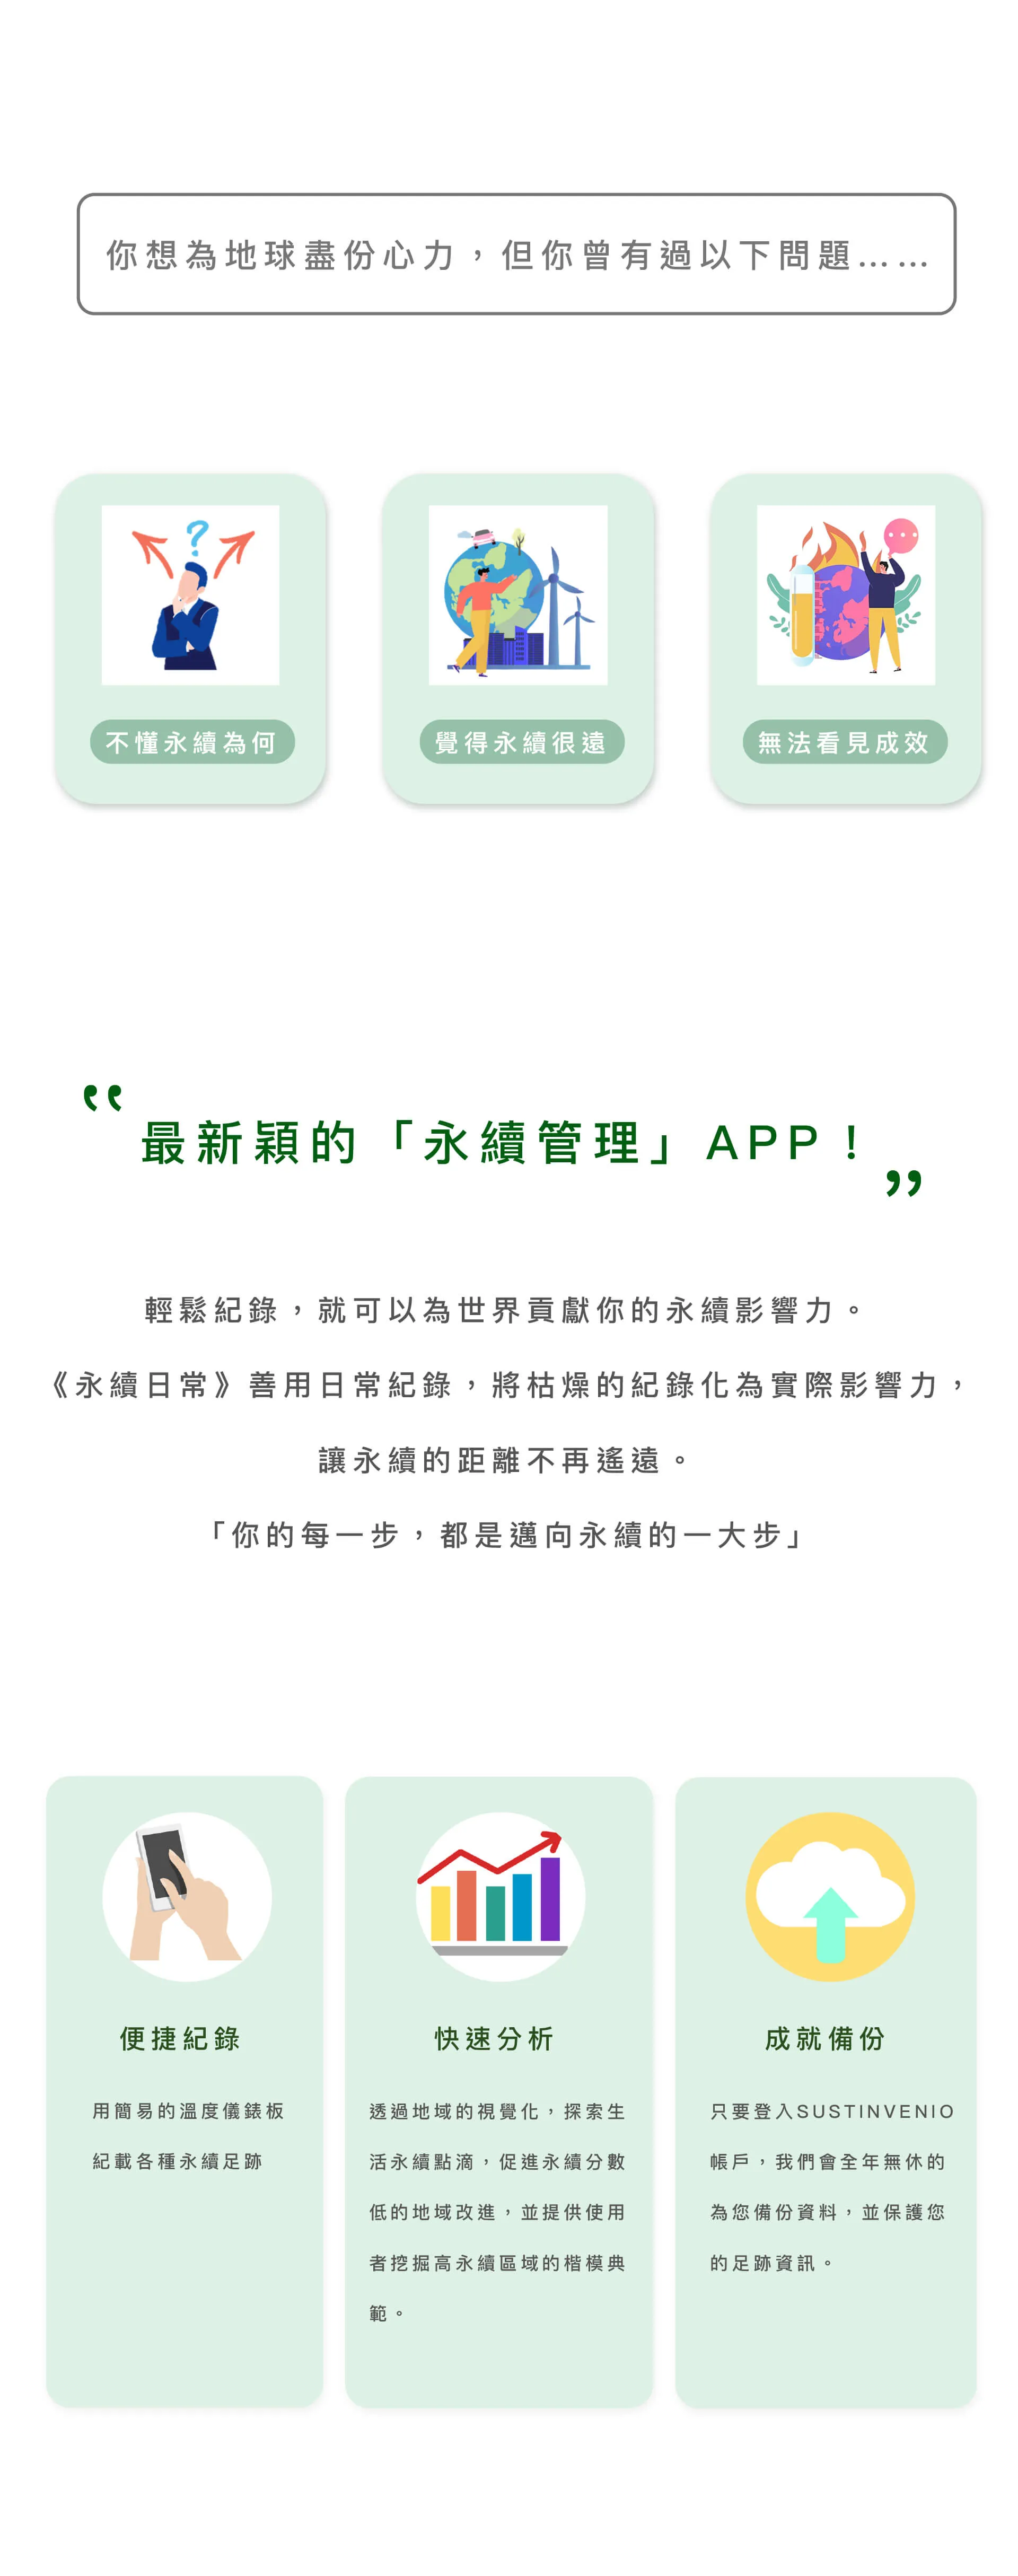 你想為地球盡份心力，但你曾有過以下問題……
不懂永續為何
覺得永續很遠
無法看見成效
“
最新穎的「永續管理」APP！
”
輕鬆紀錄，就可以為世界貢獻你的永續影響力。
《永續日常》善用日常紀錄，將枯燥的紀錄化為實際影響力，
讓永續的距離不再遙遠。
「你的每一步，都是邁向永續的一大步」
便捷紀錄
用簡易的溫度儀錶板
紀載各種永續足跡
快速分析
透過地域的視覺化，探索生
活永續點滴，促進永續分數
低的地域改進，並提供使用
者挖掘高永續區域的楷模典
範。
成就備份
只要登入SUSTINVENIO
帳戶，我們會全年無休的
為您備份資料，並保護您
的足跡資訊。